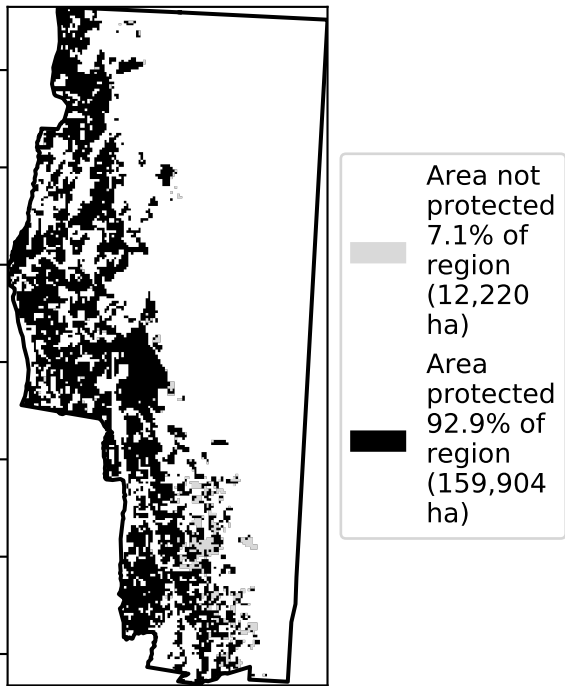 Area not
protected
7.1% of
region
(12,220
ha)
Area
protected
92.9% of
region
(159,904
ha)